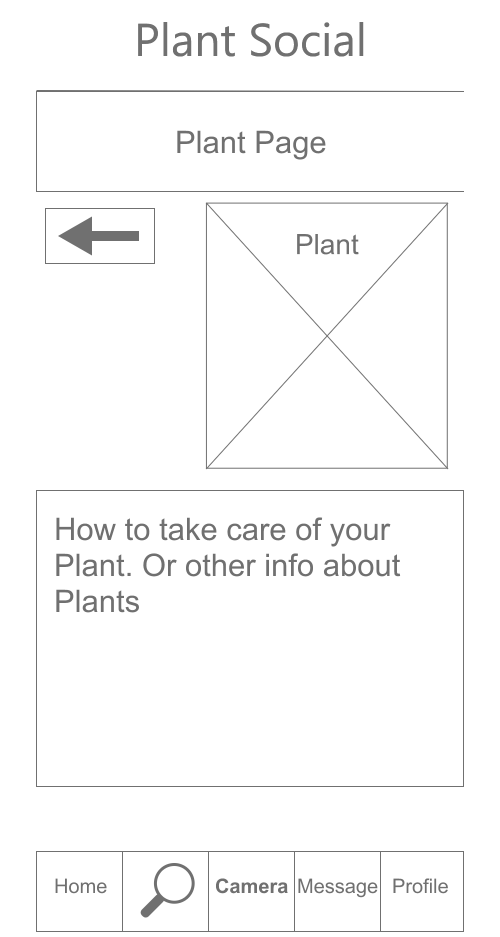 Plant Social
Plant Page
Plant
How to take care of your
Plant. Or other info about
Plants
Home
Camera
Message
Profile